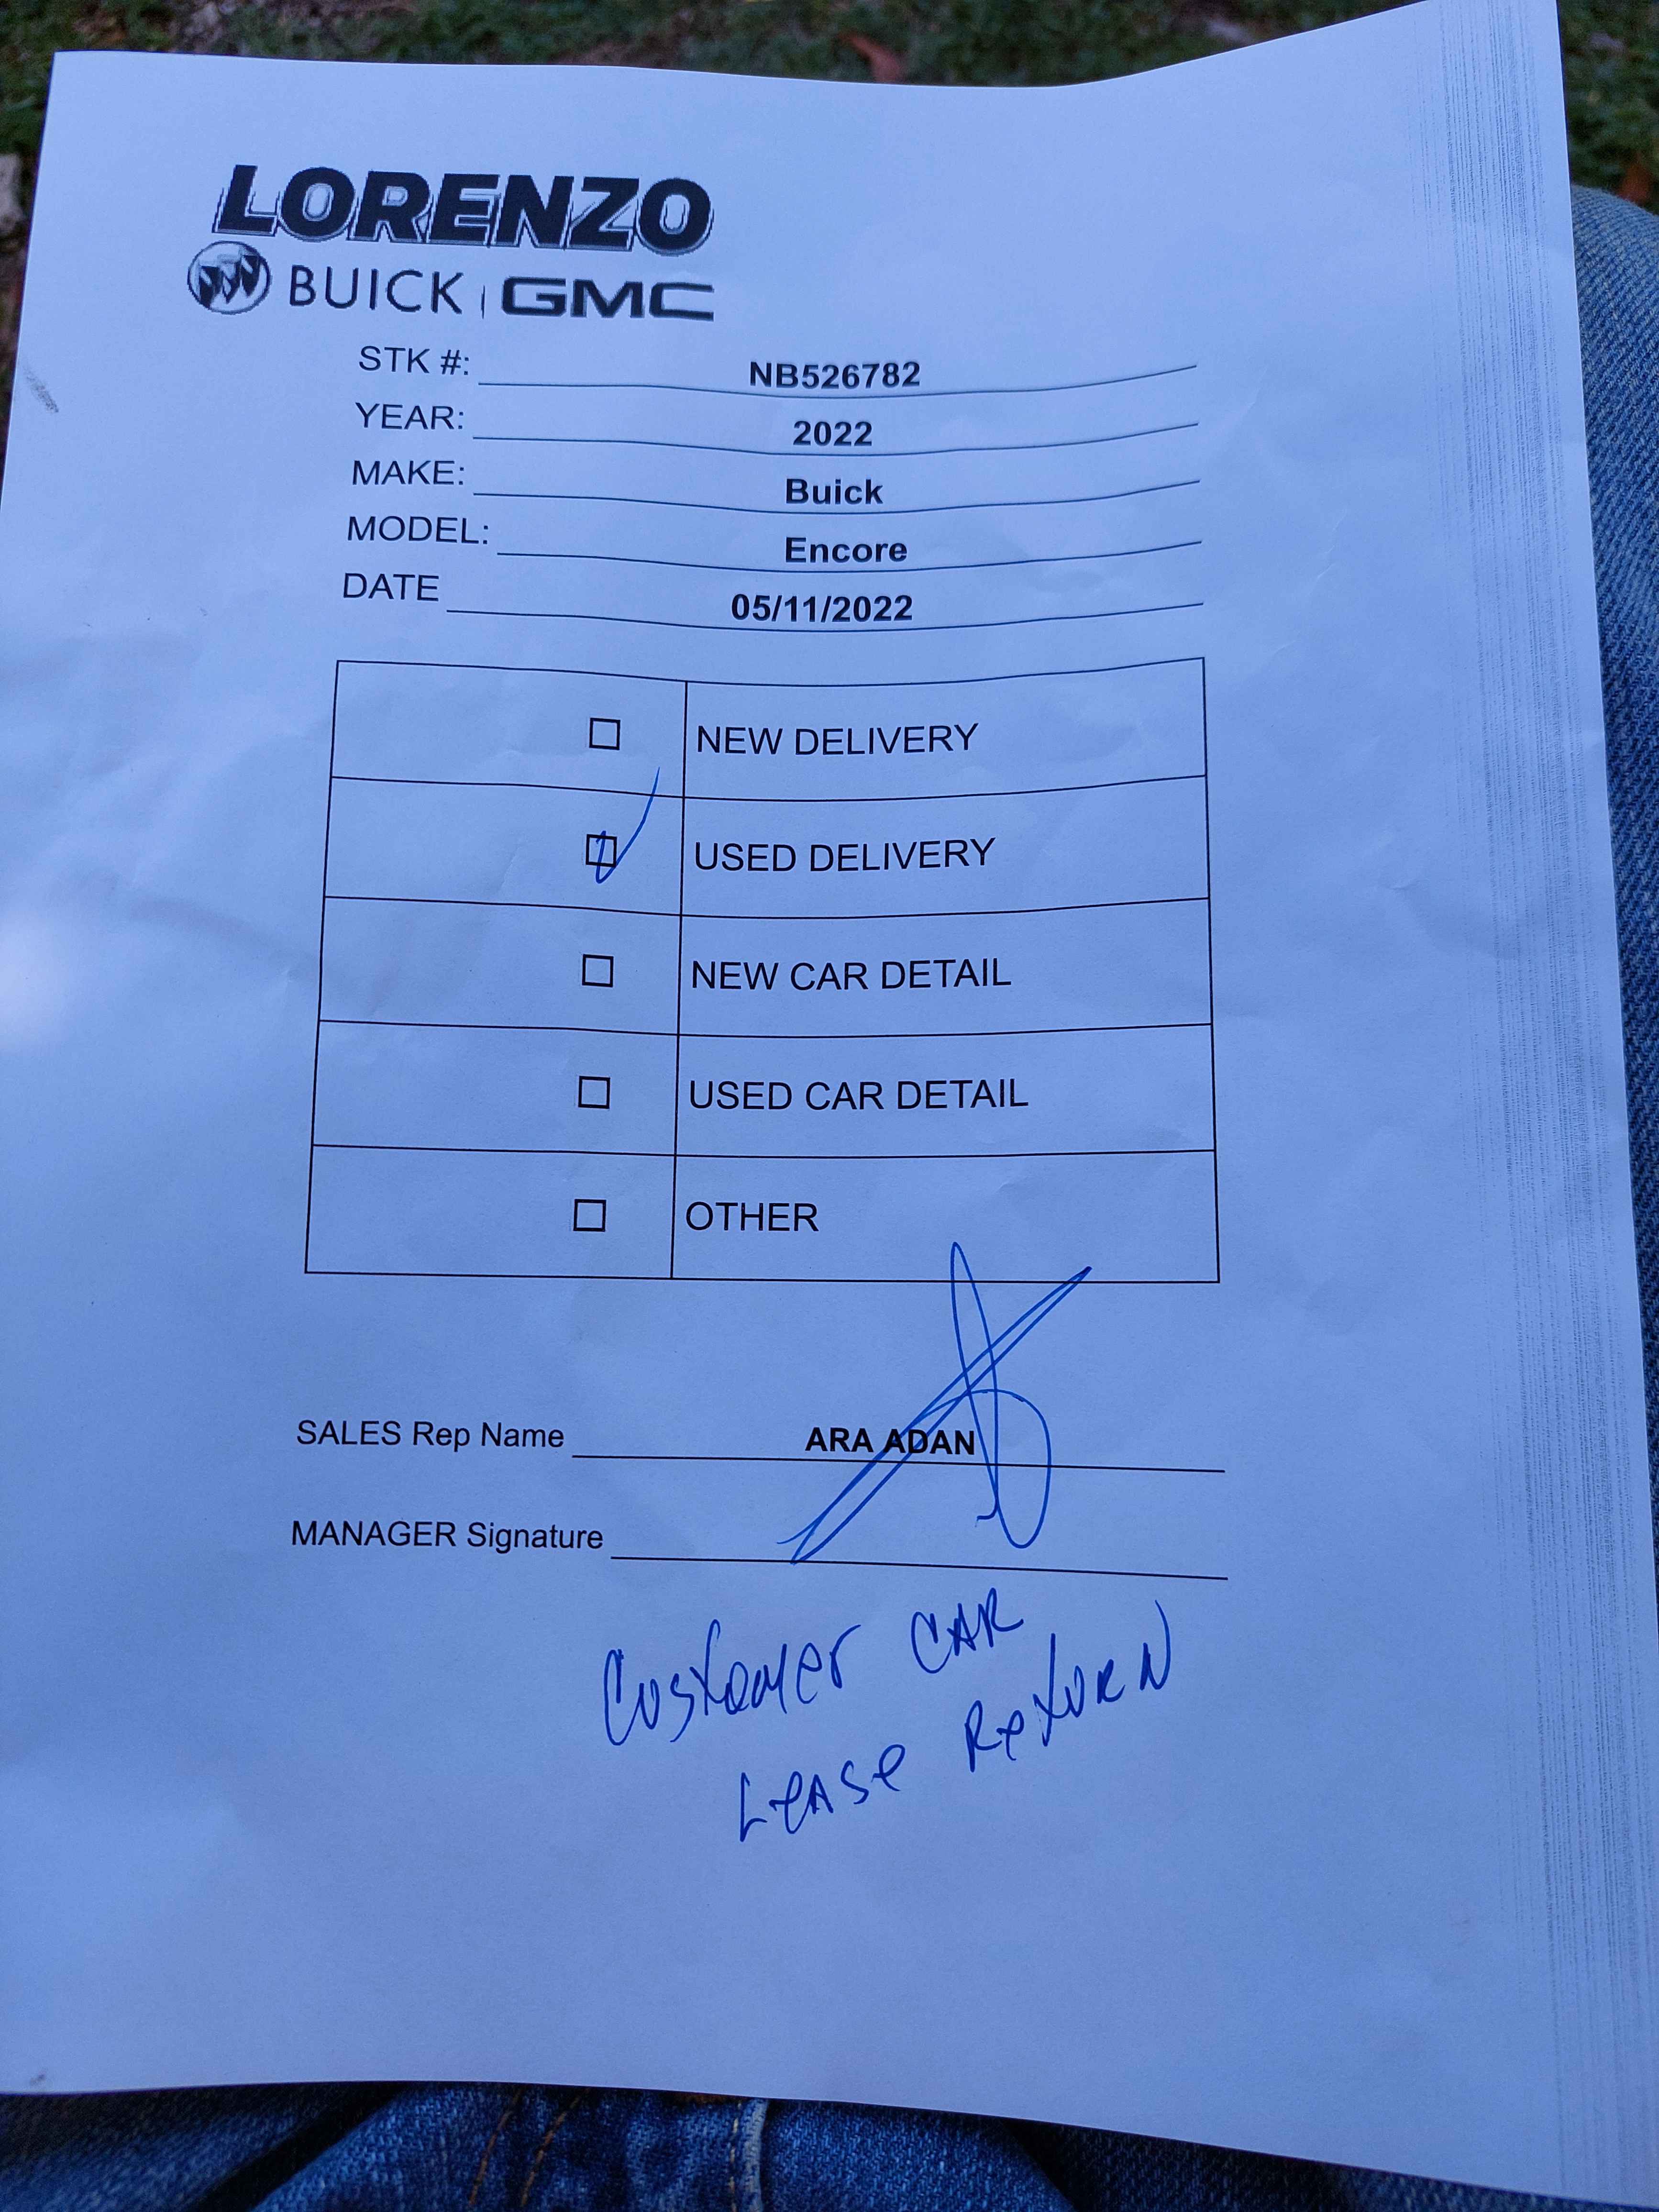 LORENZO
BUICK | GMC
STK #: NB526782
YEAR: 2022
MAKE: Buick
MODEL: Encore
DATE 05/11/2022
NEW DELIVERY
USED DELIVERY
NEW CAR DETAIL
USED CAR DETAIL
OTHER
SALES Rep Name ARA ADAN
MANAGER Signature
Customer CAR
Lease Return